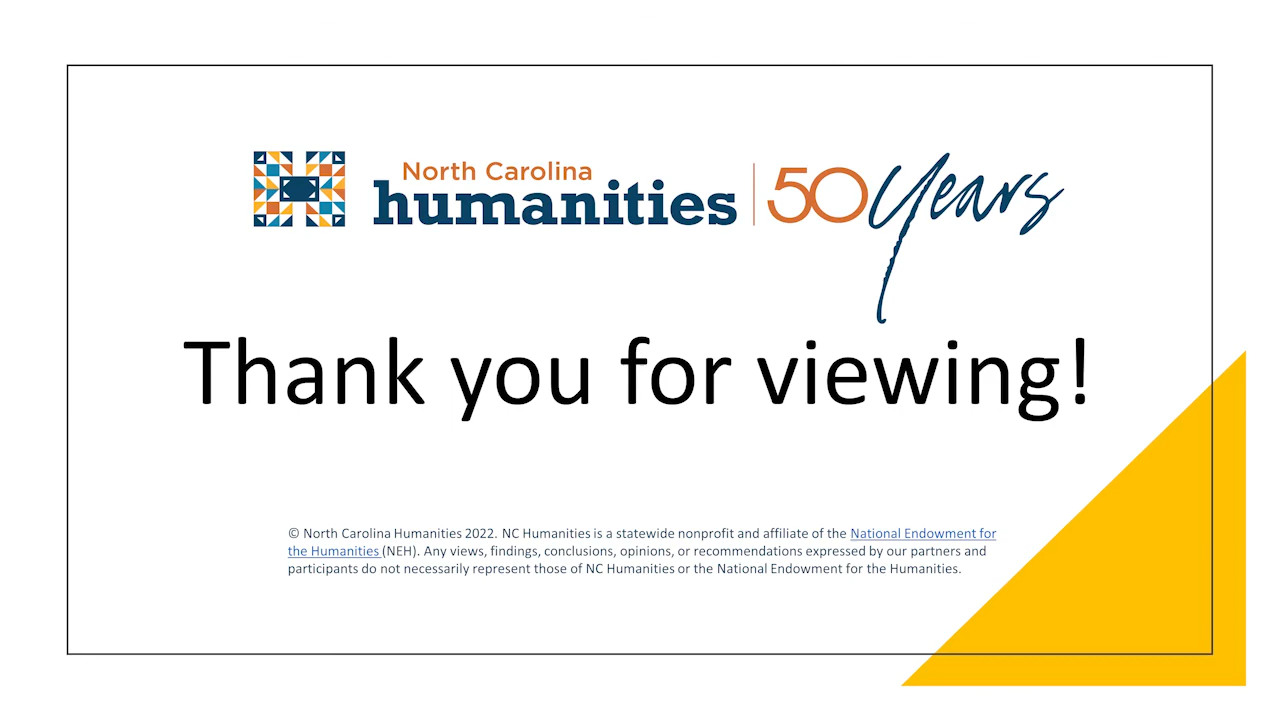 North Carolina
humanities
50 Years
Thank you for viewing!
© North Carolina Humanities 2022. NC Humanities is a statewide nonprofit and affiliate of the National Endowment for
the Humanities (NEH). Any views, findings, conclusions, opinions, or recommendations expressed by our partners and
participants do not necessarily represent those of NC Humanities or the National Endowment for the Humanities.